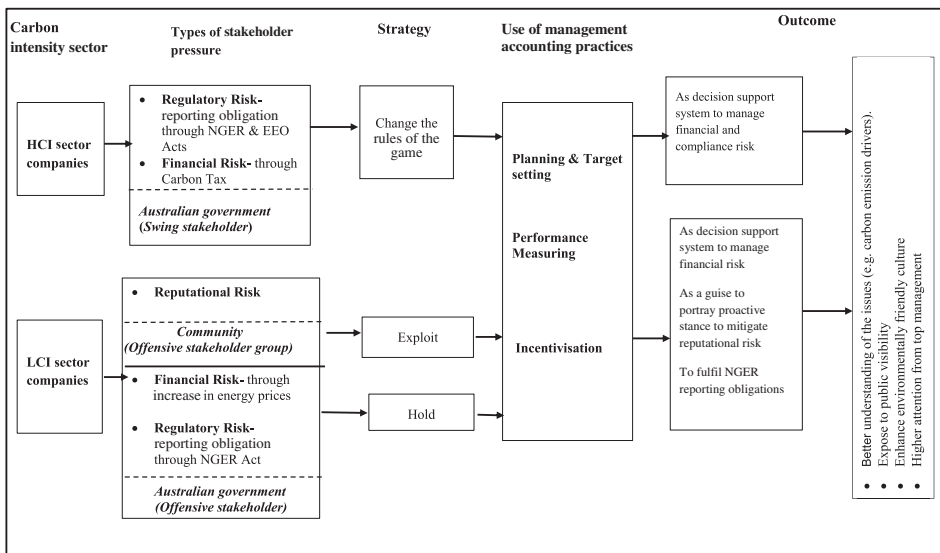 Carbon
intensity sector
Types of stakeholder
pressure
Strategy
Use of management
accounting practices
Outcome
HCI sector
companies
• Regulatory Risk-
reporting obligation
through NGER & EEO
Acts
• Financial Risk- through
Carbon Tax
Australian government
(Swing stakeholder)
Change the
rules of the
game
Planning & Target
setting
Performance
Measuring
Incentivisation
As decision support
system to manage
financial and
compliance risk
LCI sector
companies
• Reputational Risk
Community
(Offensive stakeholder group)
• Financial Risk- through
increase in energy prices
• Regulatory Risk-
reporting obligation
through NGER Act
Australian government
(Offensive stakeholder)
Exploit
Hold
As decision support
system to manage
financial risk
As a guise to
portray proactive
stance to mitigate
reputational risk
To fulfil NGER
reporting obligations
• Better understanding of the issues (e.g. carbon emission drivers).
• Expose to public visibility
• Enhance environmentally friendly culture
• Higher attention from top management